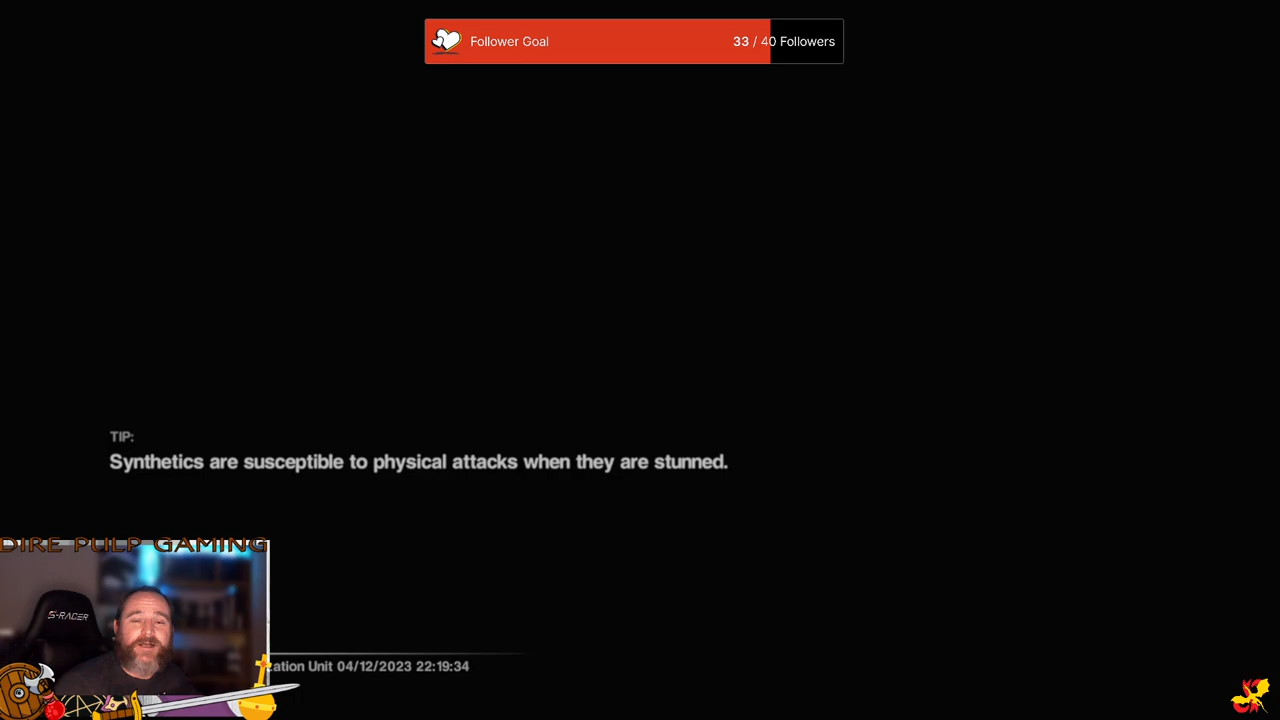 Follower Goal 33 / 40 Followers
TIP:
Synthetics are susceptible to physical attacks when they are stunned.
DIRE PULP GAMING
S-RACER
cation Unit 04/12/2023 22:19:34